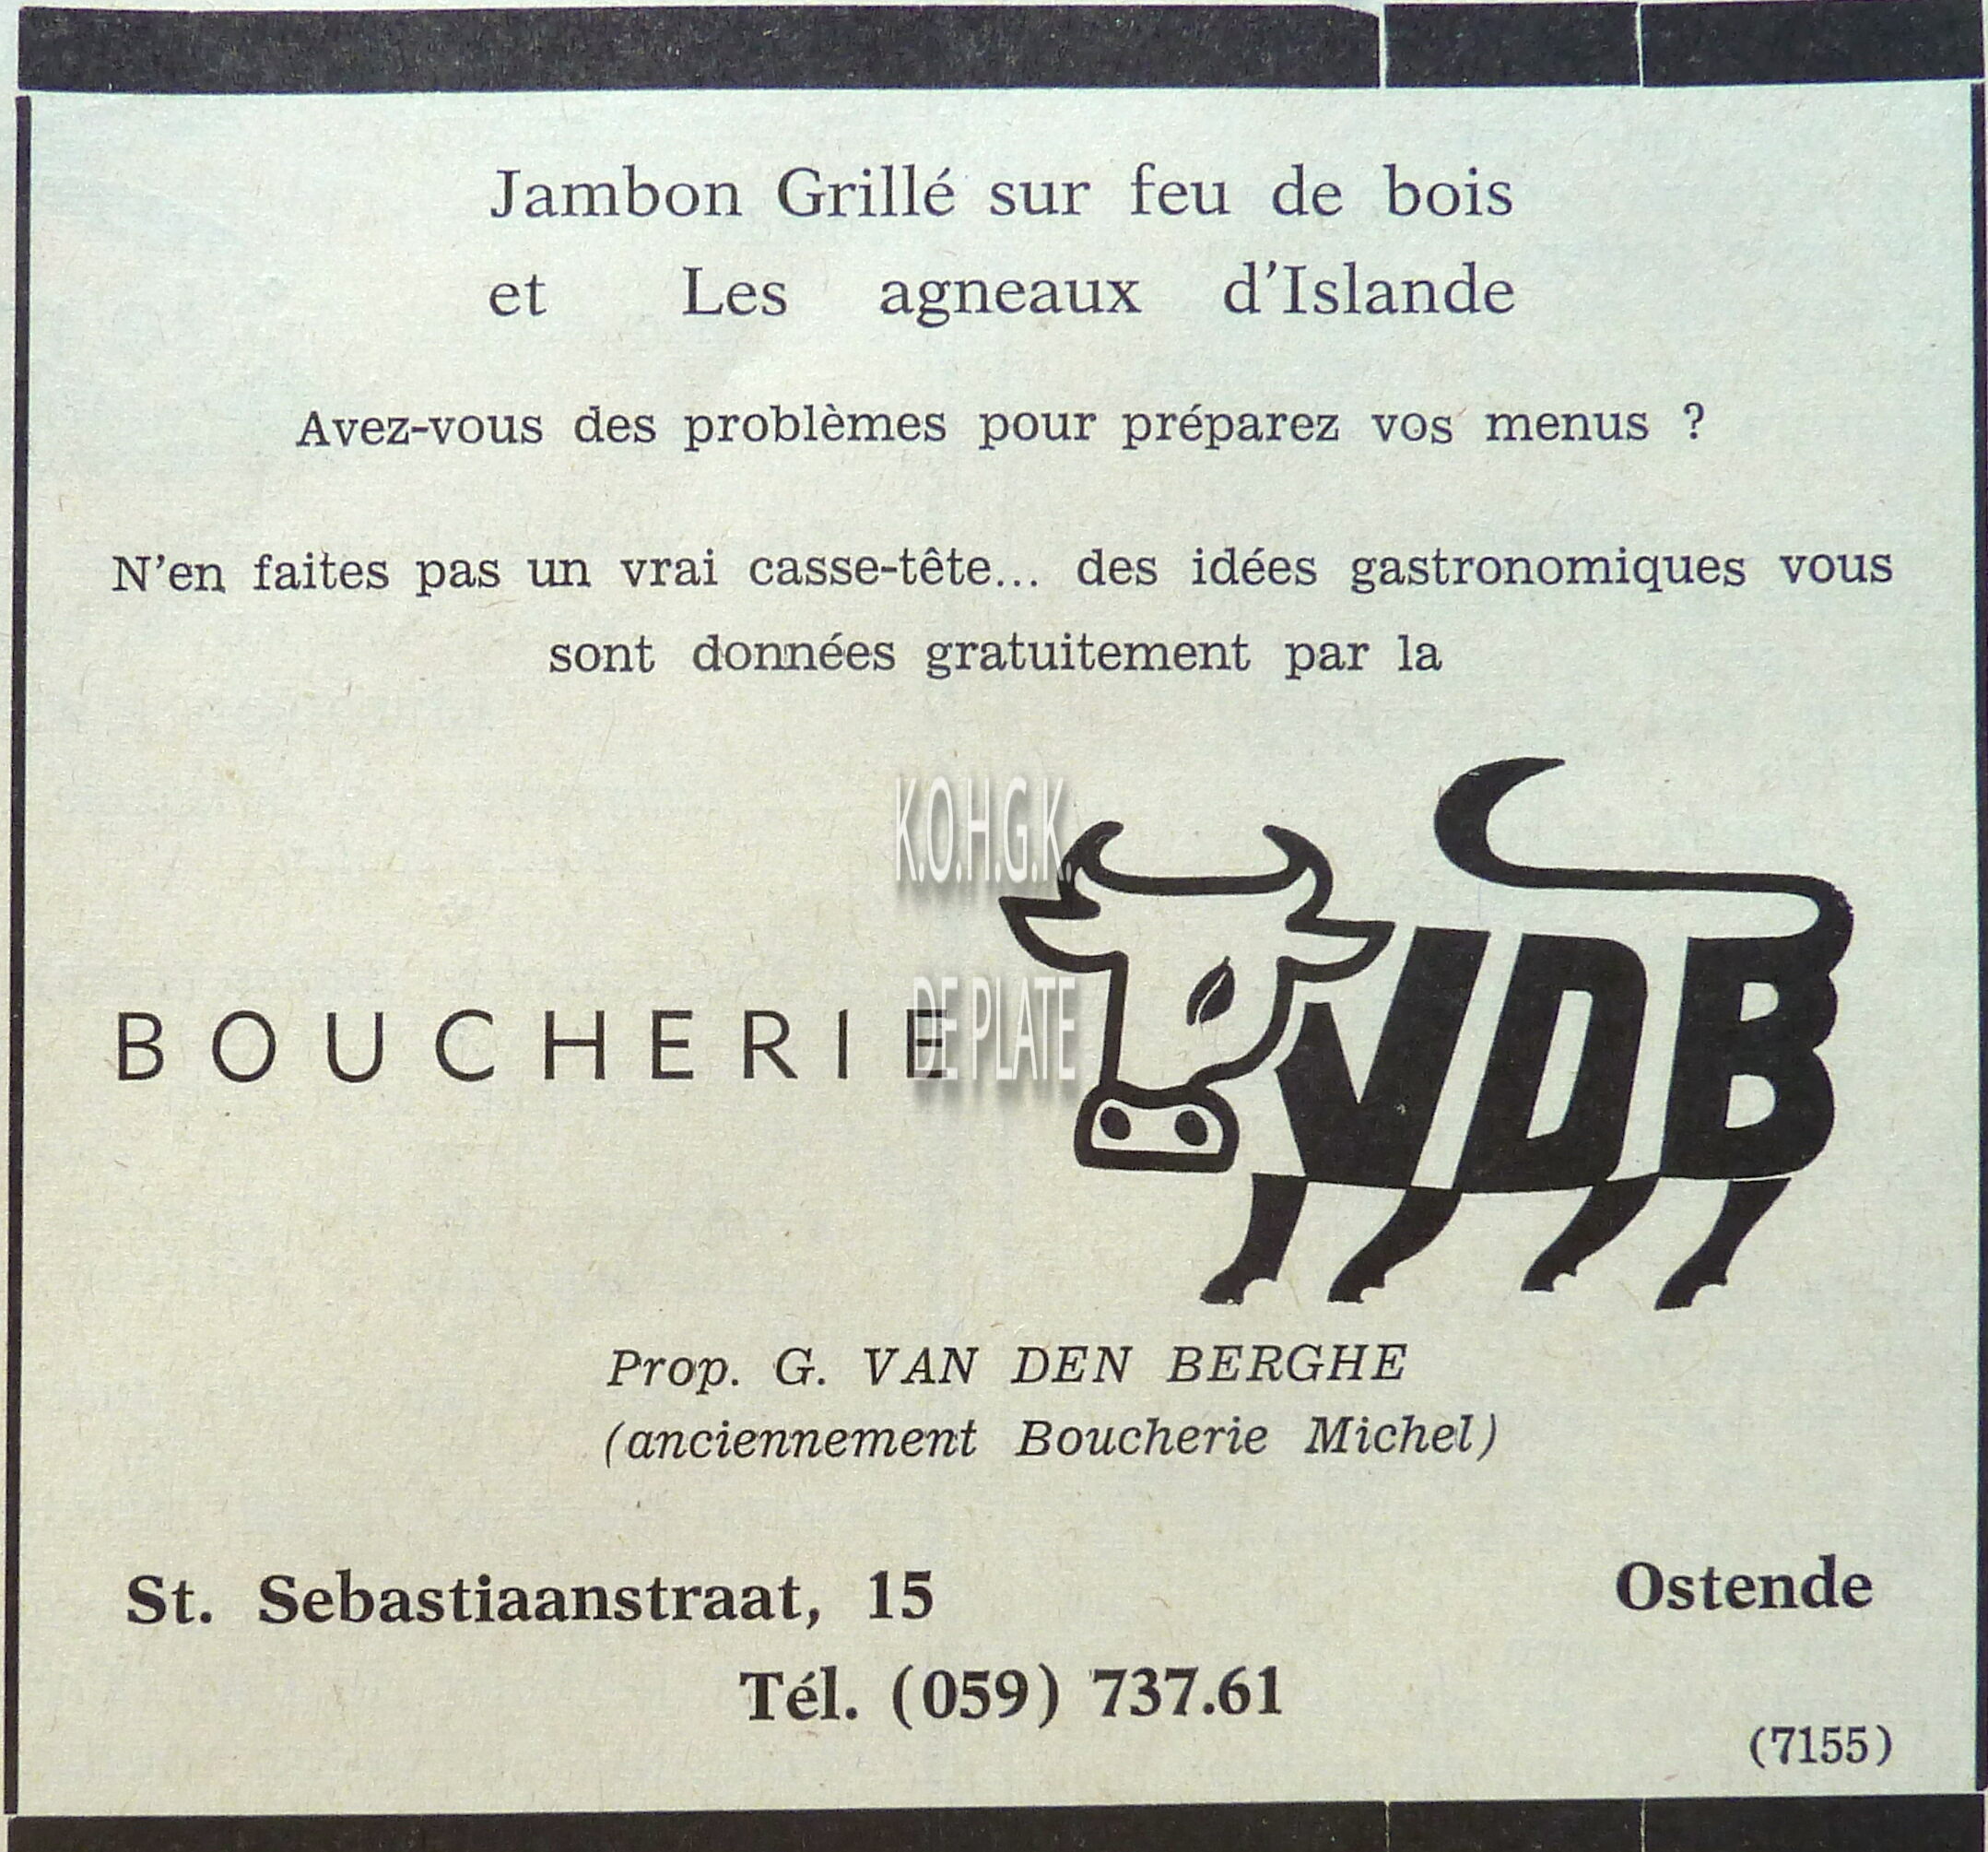 Jambon Grillé sur feu de bois
et Les agneaux d'Islande
Avez-vous des problèmes pour préparez vos menus ?
N'en faites pas un vrai casse-tête... des idées gastronomiques vous
sont données gratuitement par la
K.O.H.G.K.
DE PLATE
BOUCHERIE VDB
Prop. G. VAN DEN BERGHE
(anciennement Boucherie Michel)
St. Sebastiaanstraat, 15 Ostende
Tél. (059) 737.61
(7155)